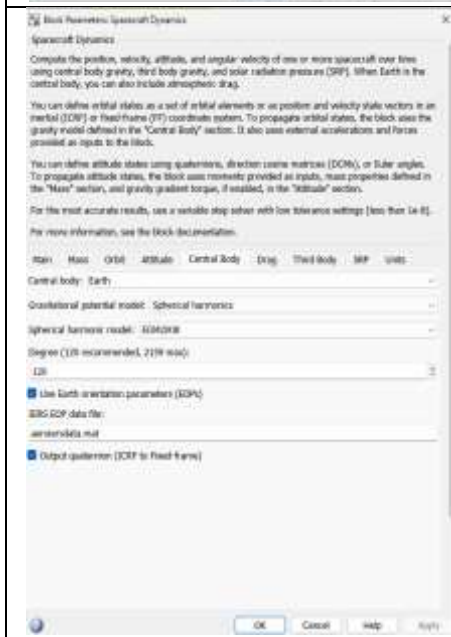 Block Parameters: Spacecraft Dynamics
Spacecraft Dynamics
Compute the position, velocity, attitude, and angular velocity of one or more spacecraft over time
using central body gravity, third body gravity, and solar radiation pressure (SRP). When Earth is the
central body, you can also include atmospheric drag.
You can define orbital states as a set of orbital elements or as position and velocity state vectors in an
inertial (ICRF) or fixed-frame (FF) coordinate system. To propagate orbital states, the block uses the
gravity model defined in the "Central Body" section. It also uses external accelerations and forces
provided as inputs to the block.
You can define attitude states using quaternions, direction cosine matrices (DCMs), or Euler angles.
To propagate attitude states, the block uses moments provided as inputs, mass properties defined in
the "Mass" section, and gravity gradient torque, if enabled, in the "Attitude" section.
For the most accurate results, use a variable step solver with low tolerance settings (less than 1e-8).
For more information, see the block documentation.
Main Mass Orbit Attitude Central Body Drag Third Body SRP Units
Central body: Earth
Gravitational potential model: Spherical harmonics
Spherical harmonic model: EGM2008
Degree (120 recommended, 2159 max):
120
Use Earth orientation parameters (EOPs)
IERS EOP data file:
aeroiersdata.mat
Output quaternion (ICRF to Fixed-frame)
OK Cancel Help Apply